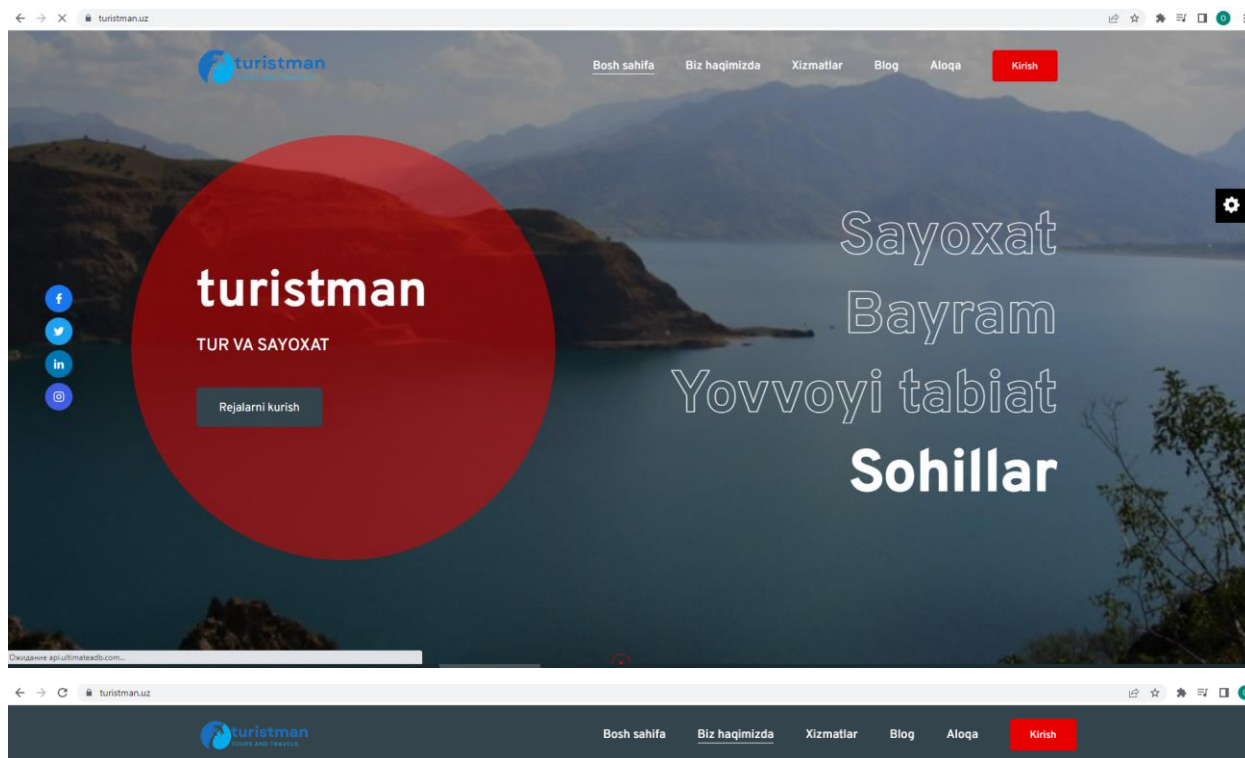 turistman.uz
turistman
Bosh sahifa Biz haqimizda Xizmatlar Blog Aloqa Kirish
Sayoxat
Bayram
Yovvoyi tabiat
Sohillar
turistman
TUR VA SAYOXAT
Rejalarni kurish
Ожидание api.ultimateadb.com...
turistman.uz
turistman
TOURS AND TRAVELS
Bosh sahifa Biz haqimizda Xizmatlar Blog Aloqa Kirish